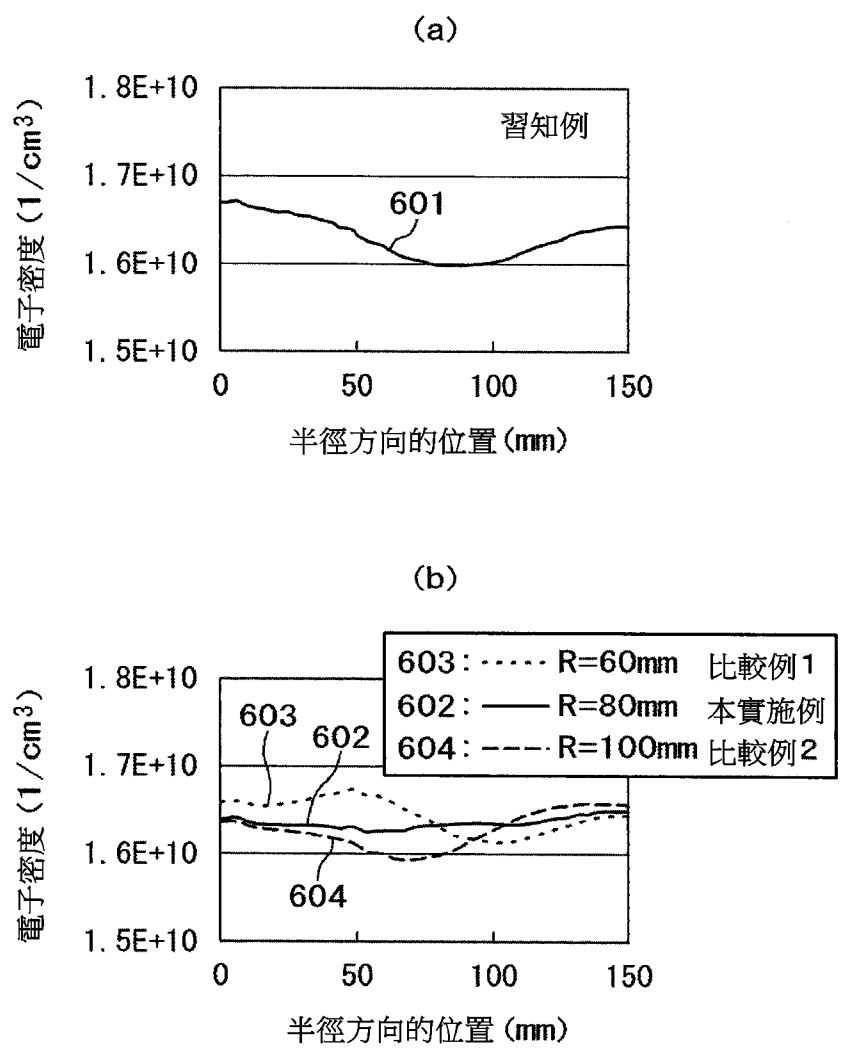 (a)
電子密度(1/cm³)
1.8E+10
習知例
1.7E+10
601
1.6E+10
1.5E+10
0 50 100 150
半徑方向的位置(mm)
(b)
電子密度(1/cm³)
603: R=60mm 比較例1
602: R=80mm 本實施例
604: R=100mm 比較例2
1.8E+10
603
602
1.7E+10
1.6E+10
604
1.5E+10
0 50 100 150
半徑方向的位置(mm)